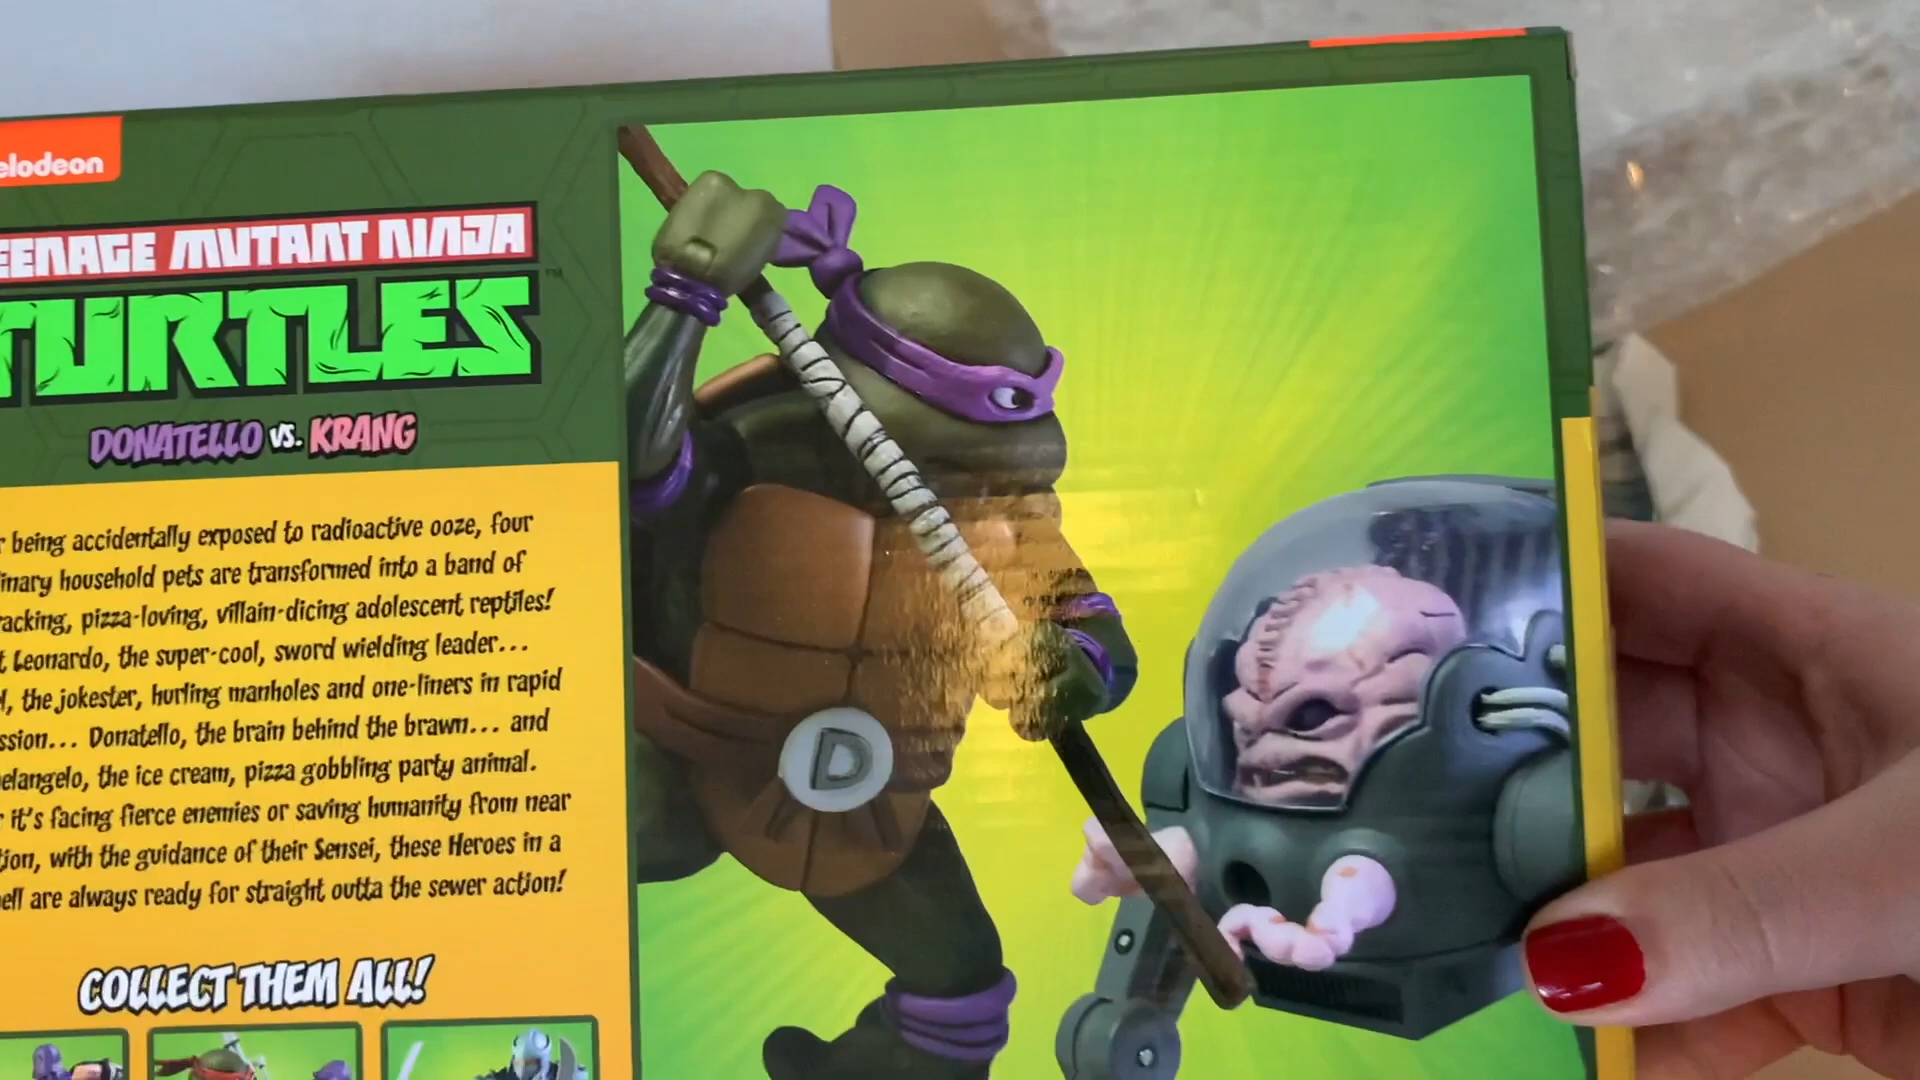 elodeon
EENAGE MUTANT NINJA
TURTLES™
DONATELLO VS. KRANG
r being accidentally exposed to radioactive ooze, four
inary household pets are transformed into a band of
acking, pizza-loving, villain-dicing adolescent reptiles!
t Leonardo, the super-cool, sword wielding leader...
l, the jokester, hurling manholes and one-liners in rapid
ssion... Donatello, the brain behind the brawn... and
elangelo, the ice cream, pizza gobbling party animal.
r it's facing fierce enemies or saving humanity from near
tion, with the guidance of their Sensei, these Heroes in a
ell are always ready for straight outta the sewer action!
COLLECT THEM ALL!
D